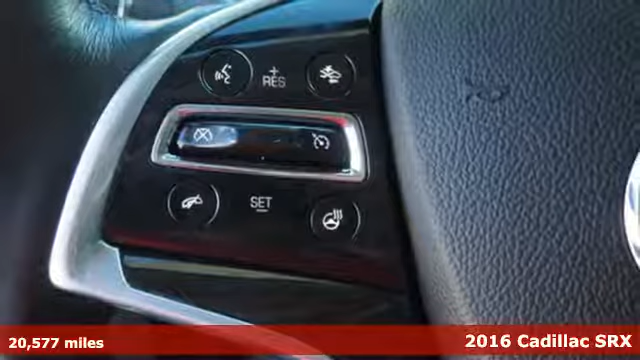 +
RES
SET
–
20,577 miles
2016 Cadillac SRX